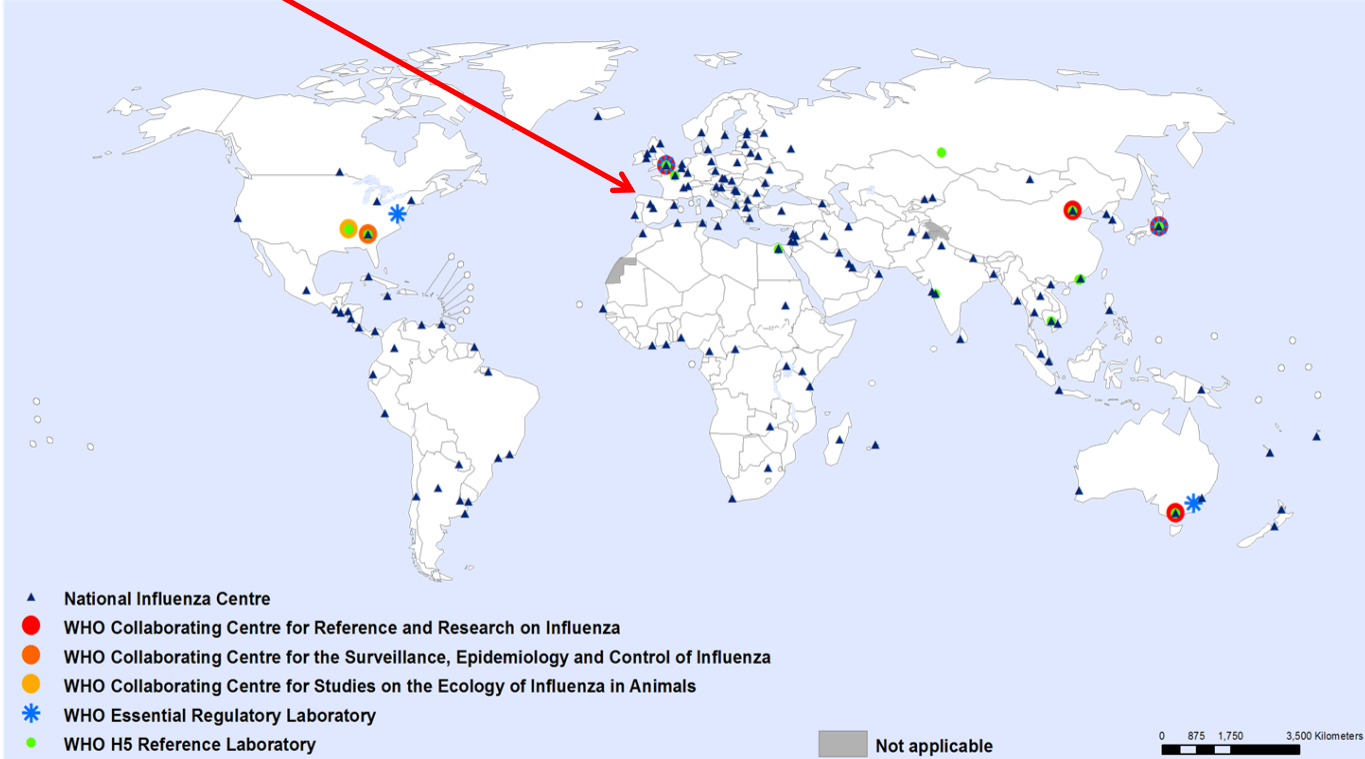 National Influenza Centre
WHO Collaborating Centre for Reference and Research on Influenza
WHO Collaborating Centre for the Surveillance, Epidemiology and Control of Influenza
WHO Collaborating Centre for Studies on the Ecology of Influenza in Animals
WHO Essential Regulatory Laboratory
WHO H5 Reference Laboratory
Not applicable
0 875 1,750 3,500 Kilometers